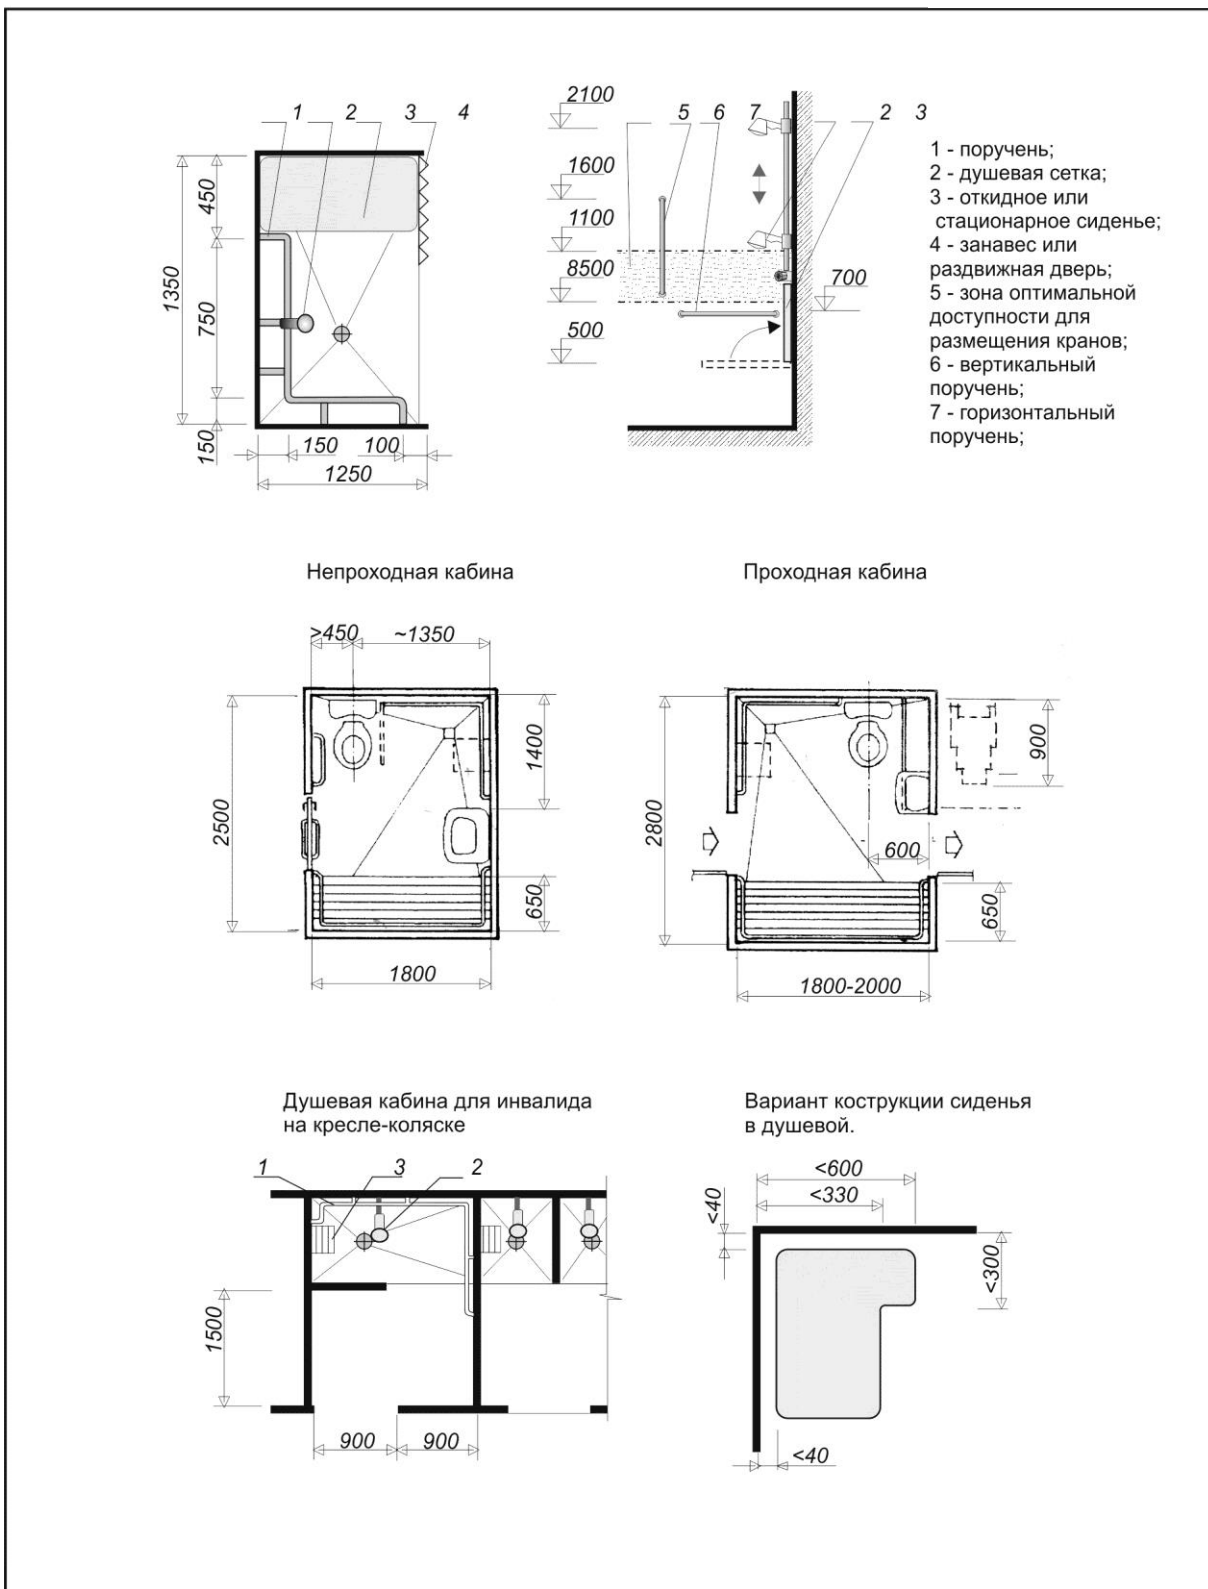 1 2 3 4
1350
450
750
150
150
100
1250
2100
1600
1100
8500
500
700
5 6 7 2 3
1 - поручень;
2 - душевая сетка;
3 - откидное или
стационарное сиденье;
4 - занавес или
раздвижная дверь;
5 - зона оптимальной
доступности для
размещения кранов;
6 - вертикальный
поручень;
7 - горизонтальный
поручень;
Непроходная кабина
>450
~1350
2500
1400
650
1800
Проходная кабина
2800
900
600
650
1800-2000
Душевая кабина для инвалида
на кресле-коляске
1 3 2
1500
900
900
Вариант кострукции сиденья
в душевой.
<600
<330
<40
<300
<40